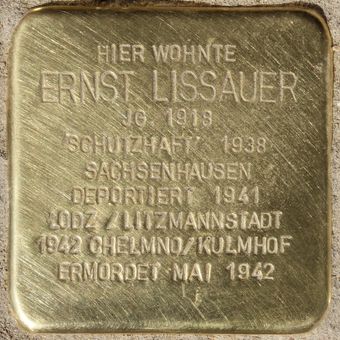 HIER WOHNTE
ERNST LISSAUER
JG. 1918
'SCHUTZHAFT' 1938
SACHSENHAUSEN
DEPORTIERT 1941
LODZ / LITZMANNSTADT
1942 CHELMNO/KULMHOF
ERMORDET MAI 1942